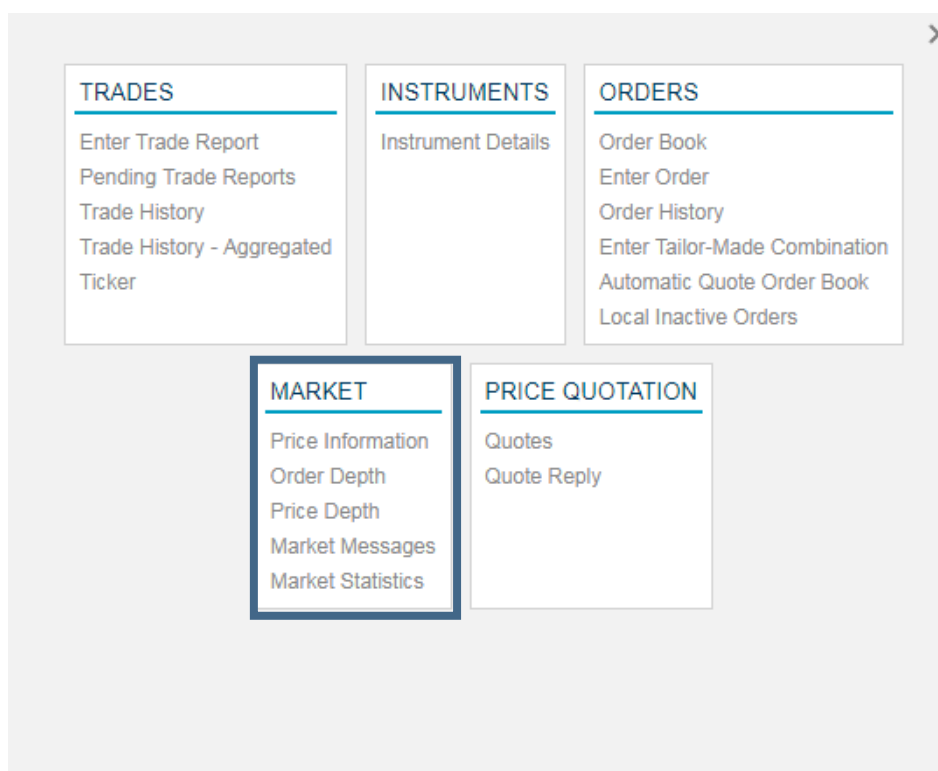 TRADES
Enter Trade Report
Pending Trade Reports
Trade History
Trade History - Aggregated
Ticker
INSTRUMENTS
Instrument Details
ORDERS
Order Book
Enter Order
Order History
Enter Tailor-Made Combination
Automatic Quote Order Book
Local Inactive Orders
MARKET
Price Information
Order Depth
Price Depth
Market Messages
Market Statistics
PRICE QUOTATION
Quotes
Quote Reply